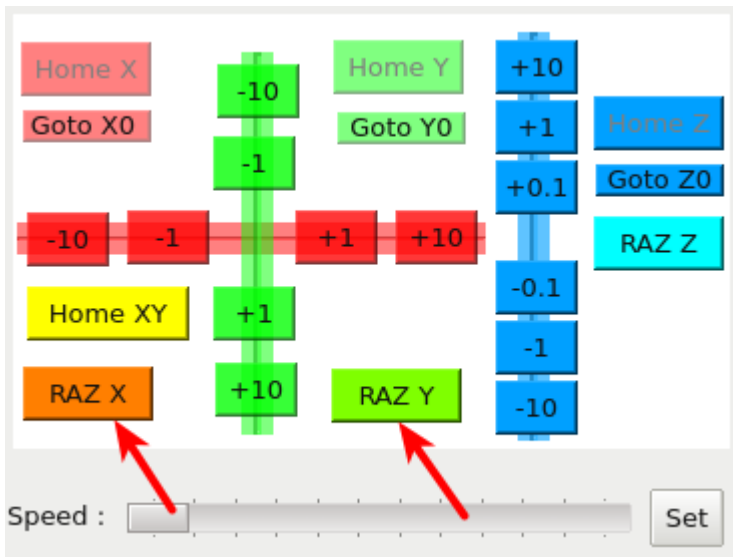 Home X
Home Y
+10
-10
Goto X0
Goto Y0
+1
Home Z
-1
+0.1
Goto Z0
-10
-1
+1
+10
RAZ Z
Home XY
+1
-0.1
-1
RAZ X
+10
RAZ Y
-10
Speed :
Set